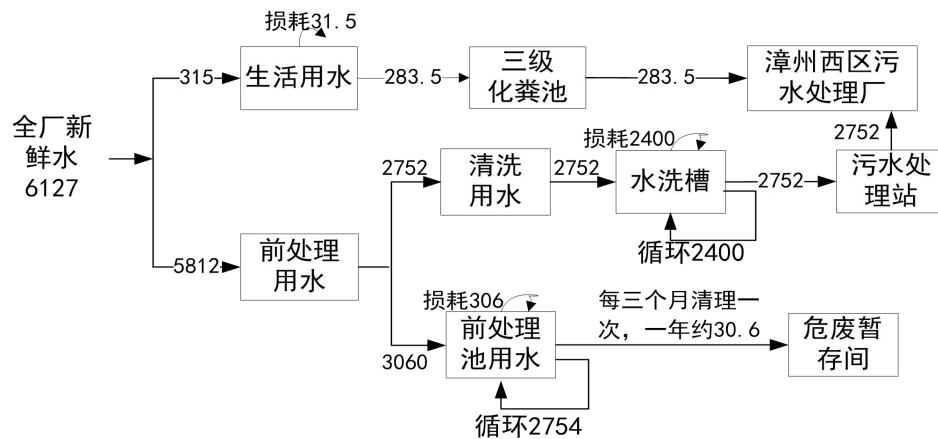 损耗31.5
315
生活用水
283.5
三级
化粪池
283.5
漳州西区污
水处理厂
全厂新
鲜水
6127
2752
清洗
用水
2752
损耗2400
水洗槽
2752
循环2400
2752
污水处
理站
5812
前处理
用水
3060
损耗306
前处理
池用水
循环2754
每三个月清理一
次，一年约30.6
危废暂
存间